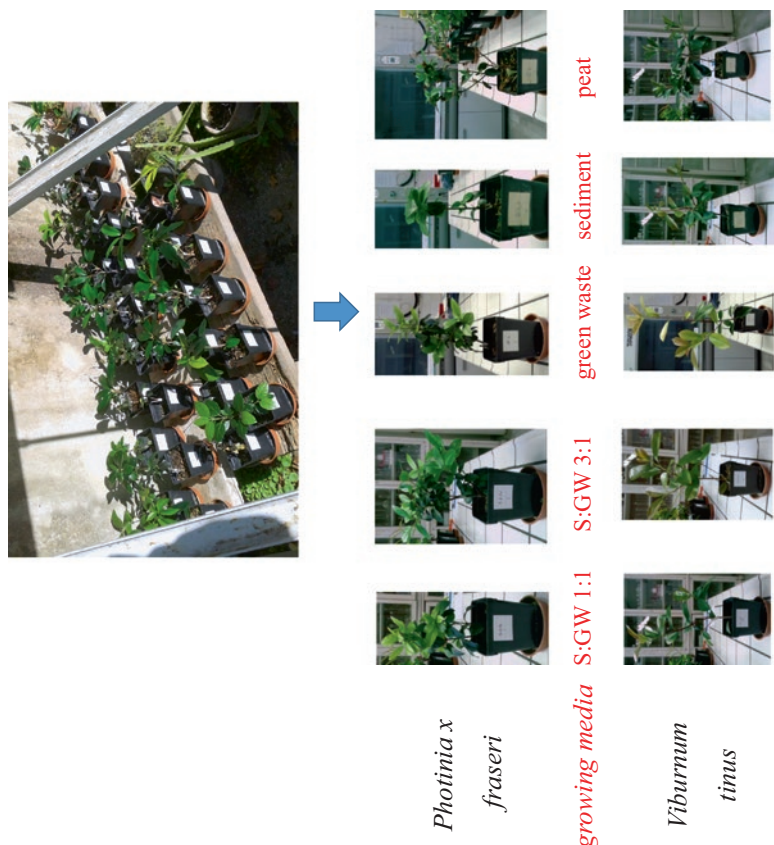 Photinia x
fraseri
growing media
S:GW 1:1
S:GW 3:1
green waste
sediment
peat
Viburnum
tinus